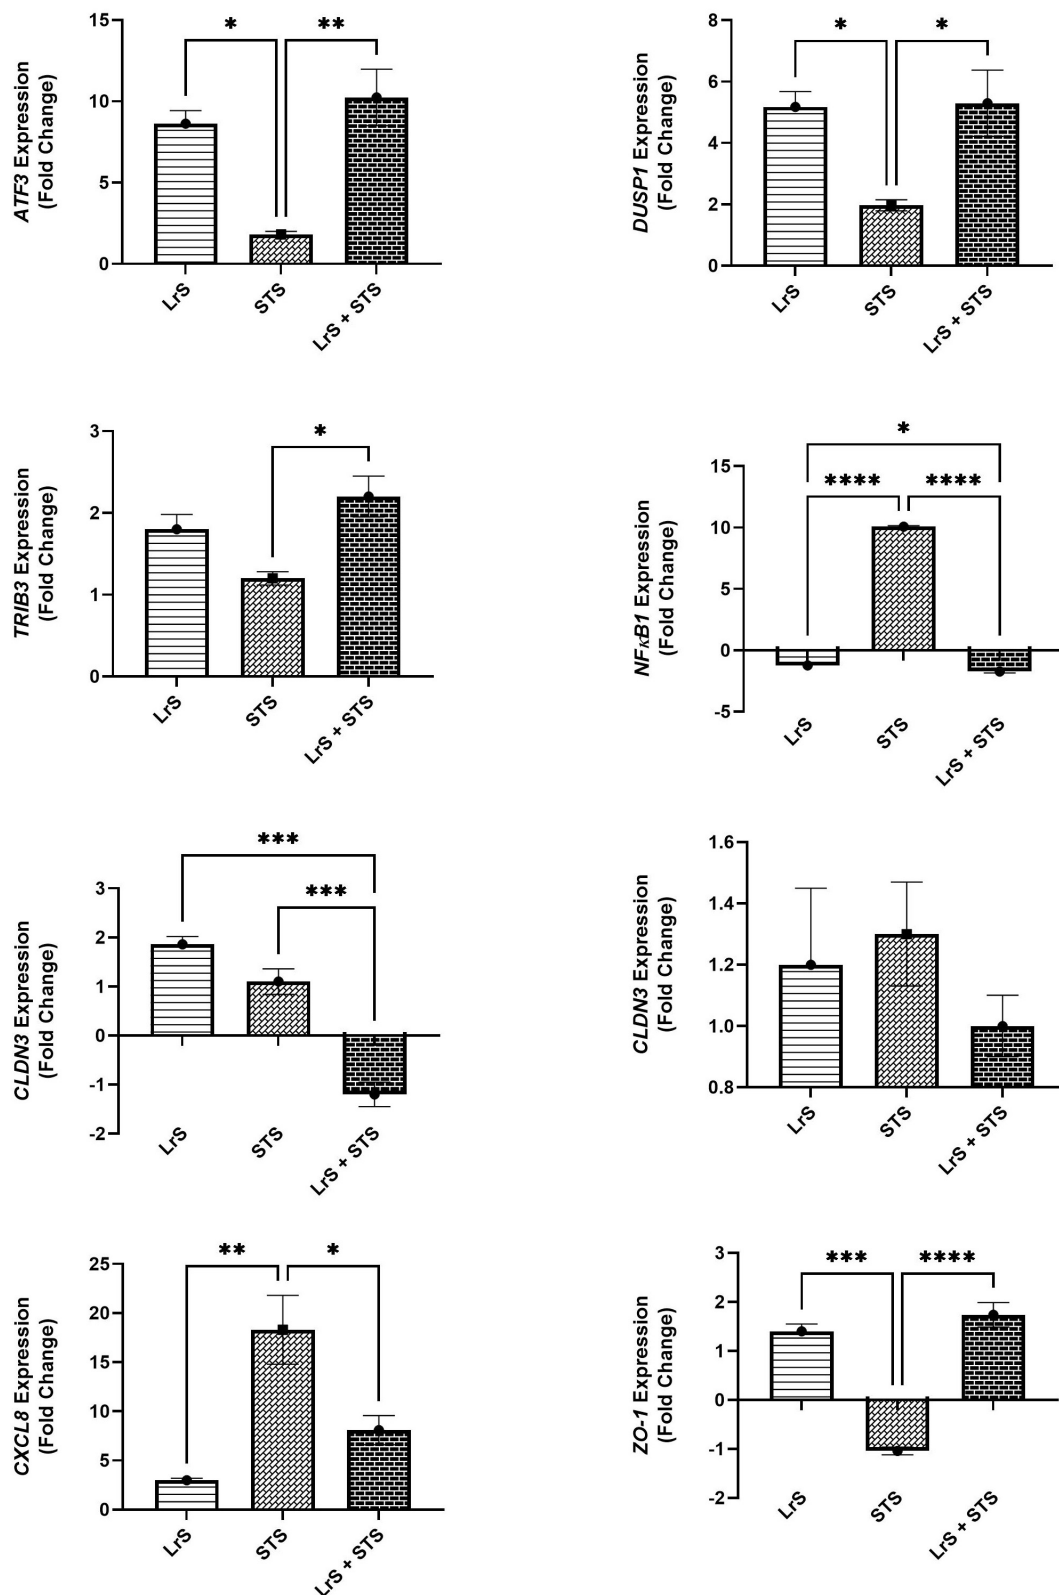 ATF3 Expression
(Fold Change)
15
10
5
0
*
**
LrS
STS
LrS + STS
DUSP1 Expression
(Fold Change)
8
6
4
2
0
*
*
LrS
STS
LrS + STS
TRIB3 Expression
(Fold Change)
3
2
1
0
*
LrS
STS
LrS + STS
NFκB1 Expression
(Fold Change)
15
10
5
0
-5
*
****
****
LrS
STS
LrS + STS
CLDN3 Expression
(Fold Change)
3
2
1
0
-1
-2
***
***
LrS
STS
LrS + STS
CLDN3 Expression
(Fold Change)
1.6
1.4
1.2
1.0
0.8
LrS
STS
LrS + STS
CXCL8 Expression
(Fold Change)
25
20
15
10
5
0
**
*
LrS
STS
LrS + STS
ZO-1 Expression
(Fold Change)
3
2
1
0
-1
-2
***
****
LrS
STS
LrS + STS